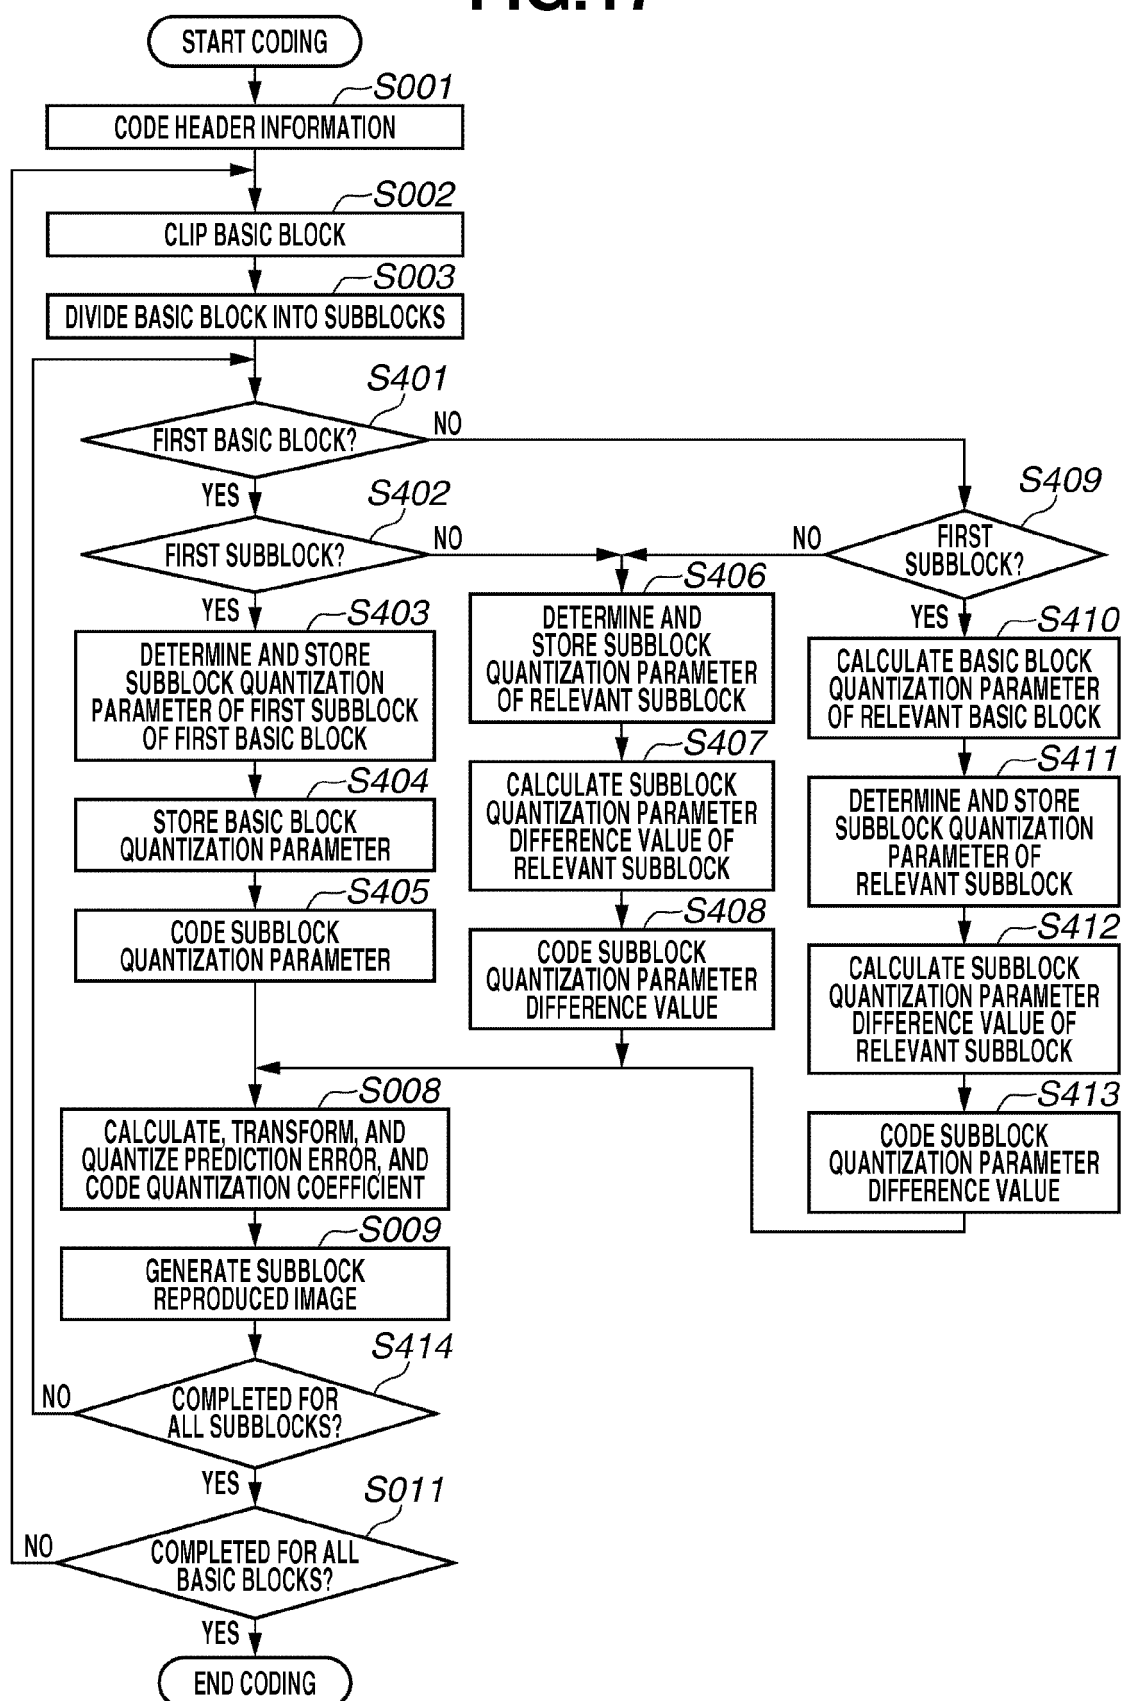 FIG.17
START CODING
S001
CODE HEADER INFORMATION
S002
CLIP BASIC BLOCK
S003
DIVIDE BASIC BLOCK INTO SUBBLOCKS
S401
FIRST BASIC BLOCK?
NO
YES
S402
FIRST SUBBLOCK?
NO
YES
S403
DETERMINE AND STORE
SUBBLOCK QUANTIZATION
PARAMETER OF FIRST SUBBLOCK
OF FIRST BASIC BLOCK
S404
STORE BASIC BLOCK
QUANTIZATION PARAMETER
S405
CODE SUBBLOCK
QUANTIZATION PARAMETER
S406
DETERMINE AND
STORE SUBBLOCK
QUANTIZATION PARAMETER
OF RELEVANT SUBBLOCK
S407
CALCULATE SUBBLOCK
QUANTIZATION PARAMETER
DIFFERENCE VALUE OF
RELEVANT SUBBLOCK
S408
CODE SUBBLOCK
QUANTIZATION PARAMETER
DIFFERENCE VALUE
S409
FIRST
SUBBLOCK?
NO
YES
S410
CALCULATE BASIC BLOCK
QUANTIZATION PARAMETER
OF RELEVANT BASIC BLOCK
S411
DETERMINE AND STORE
SUBBLOCK QUANTIZATION
PARAMETER OF
RELEVANT SUBBLOCK
S412
CALCULATE SUBBLOCK
QUANTIZATION PARAMETER
DIFFERENCE VALUE OF
RELEVANT SUBBLOCK
S413
CODE SUBBLOCK
QUANTIZATION PARAMETER
DIFFERENCE VALUE
S008
CALCULATE, TRANSFORM, AND
QUANTIZE PREDICTION ERROR, AND
CODE QUANTIZATION COEFFICIENT
S009
GENERATE SUBBLOCK
REPRODUCED IMAGE
S414
COMPLETED FOR
ALL SUBBLOCKS?
NO
YES
S011
COMPLETED FOR ALL
BASIC BLOCKS?
NO
YES
END CODING